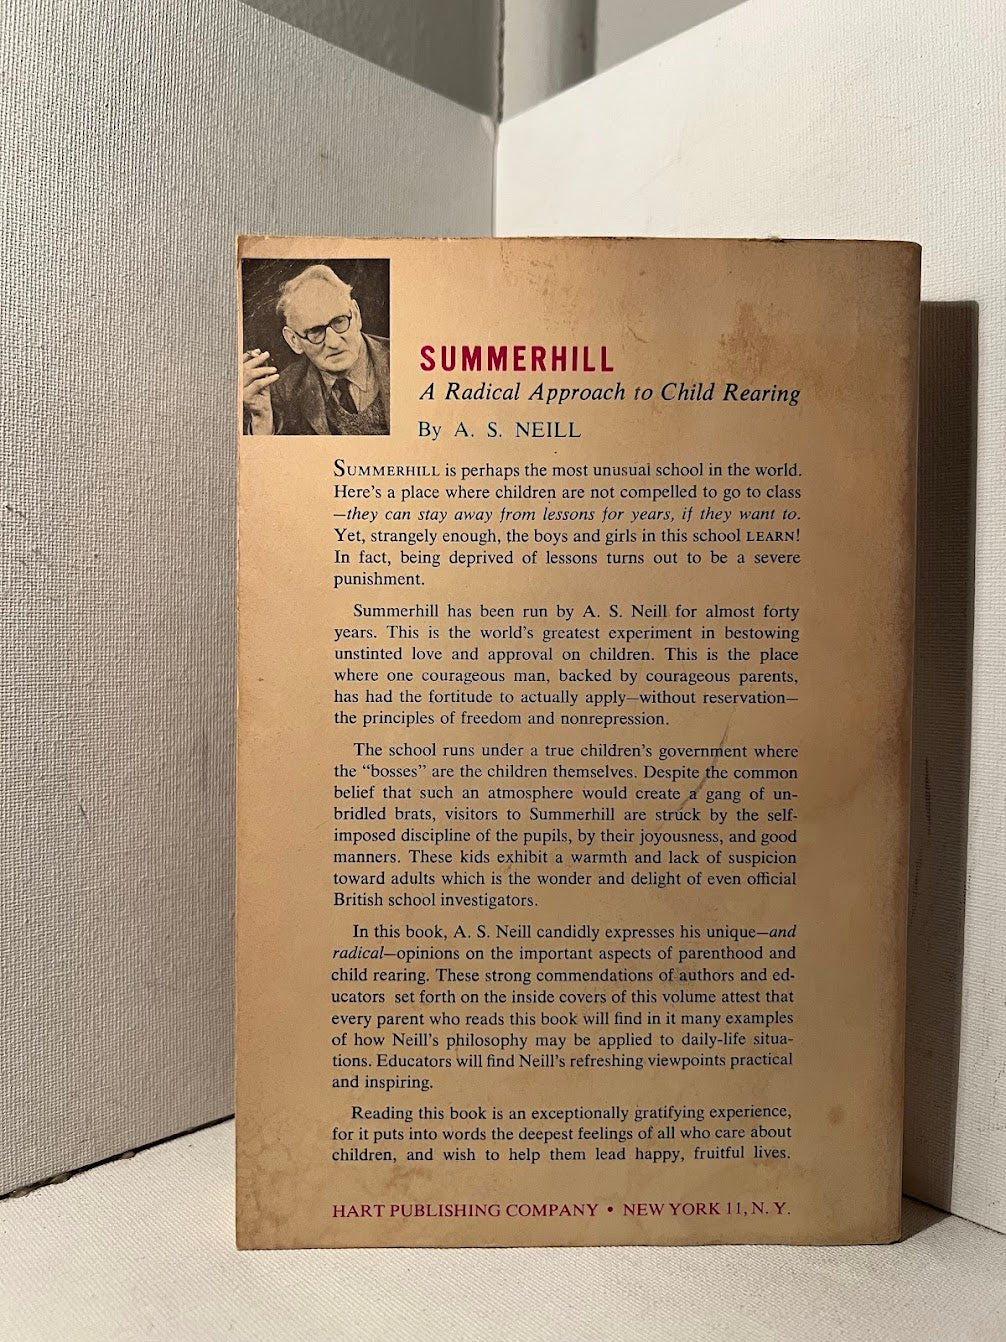 SUMMERHILL
A Radical Approach to Child Rearing
By A. S. NEILL
SUMMERHILL is perhaps the most unusual school in the world.
Here's a place where children are not compelled to go to class
—they can stay away from lessons for years, if they want to.
Yet, strangely enough, the boys and girls in this school LEARN!
In fact, being deprived of lessons turns out to be a severe
punishment.
Summerhill has been run by A. S. Neill for almost forty
years. This is the world's greatest experiment in bestowing
unstinted love and approval on children. This is the place
where one courageous man, backed by courageous parents,
has had the fortitude to actually apply—without reservation—
the principles of freedom and nonrepression.
The school runs under a true children's government where
the "bosses" are the children themselves. Despite the common
belief that such an atmosphere would create a gang of un-
bridled brats, visitors to Summerhill are struck by the self-
imposed discipline of the pupils, by their joyousness, and good
manners. These kids exhibit a warmth and lack of suspicion
toward adults which is the wonder and delight of even official
British school investigators.
In this book, A. S. Neill candidly expresses his unique—and
radical—opinions on the important aspects of parenthood and
child rearing. These strong commendations of authors and ed-
ucators set forth on the inside covers of this volume attest that
every parent who reads this book will find in it many examples
of how Neill's philosophy may be applied to daily-life situa-
tions. Educators will find Neill's refreshing viewpoints practical
and inspiring.
Reading this book is an exceptionally gratifying experience,
for it puts into words the deepest feelings of all who care about
children, and wish to help them lead happy, fruitful lives.
HART PUBLISHING COMPANY • NEW YORK 11, N. Y.